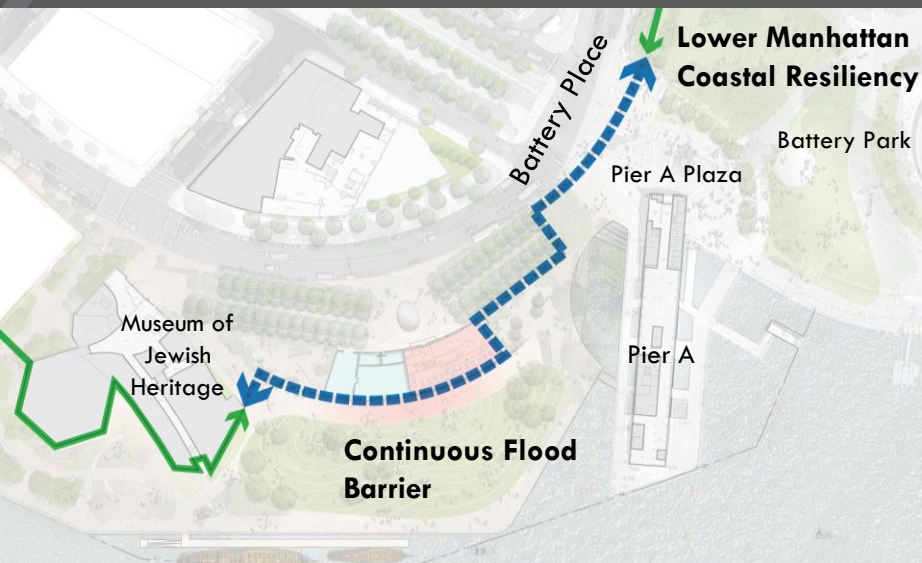 Lower Manhattan
Coastal Resiliency
Battery Place
Battery Park
Pier A Plaza
Museum of
Jewish
Heritage
Pier A
Continuous Flood
Barrier